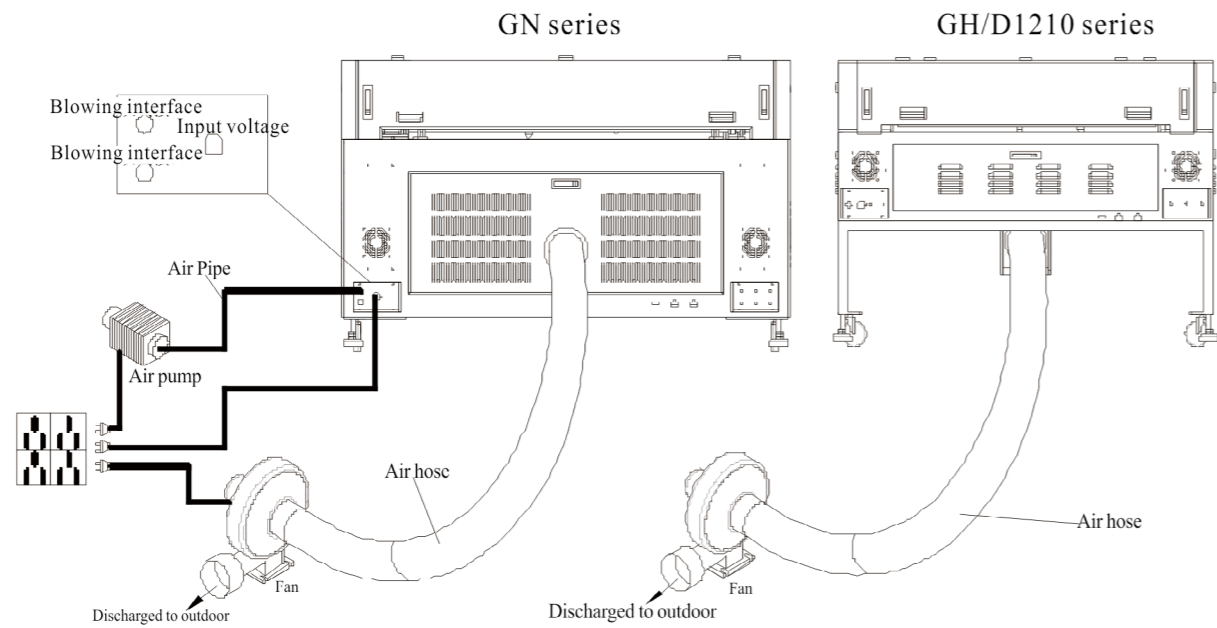 GN series
GH/D1210 series
Blowing interface
Input voltage
Blowing interface
Air Pipe
Air pump
Air hose
Air hose
Fan
Fan
Discharged to outdoor
Discharged to outdoor